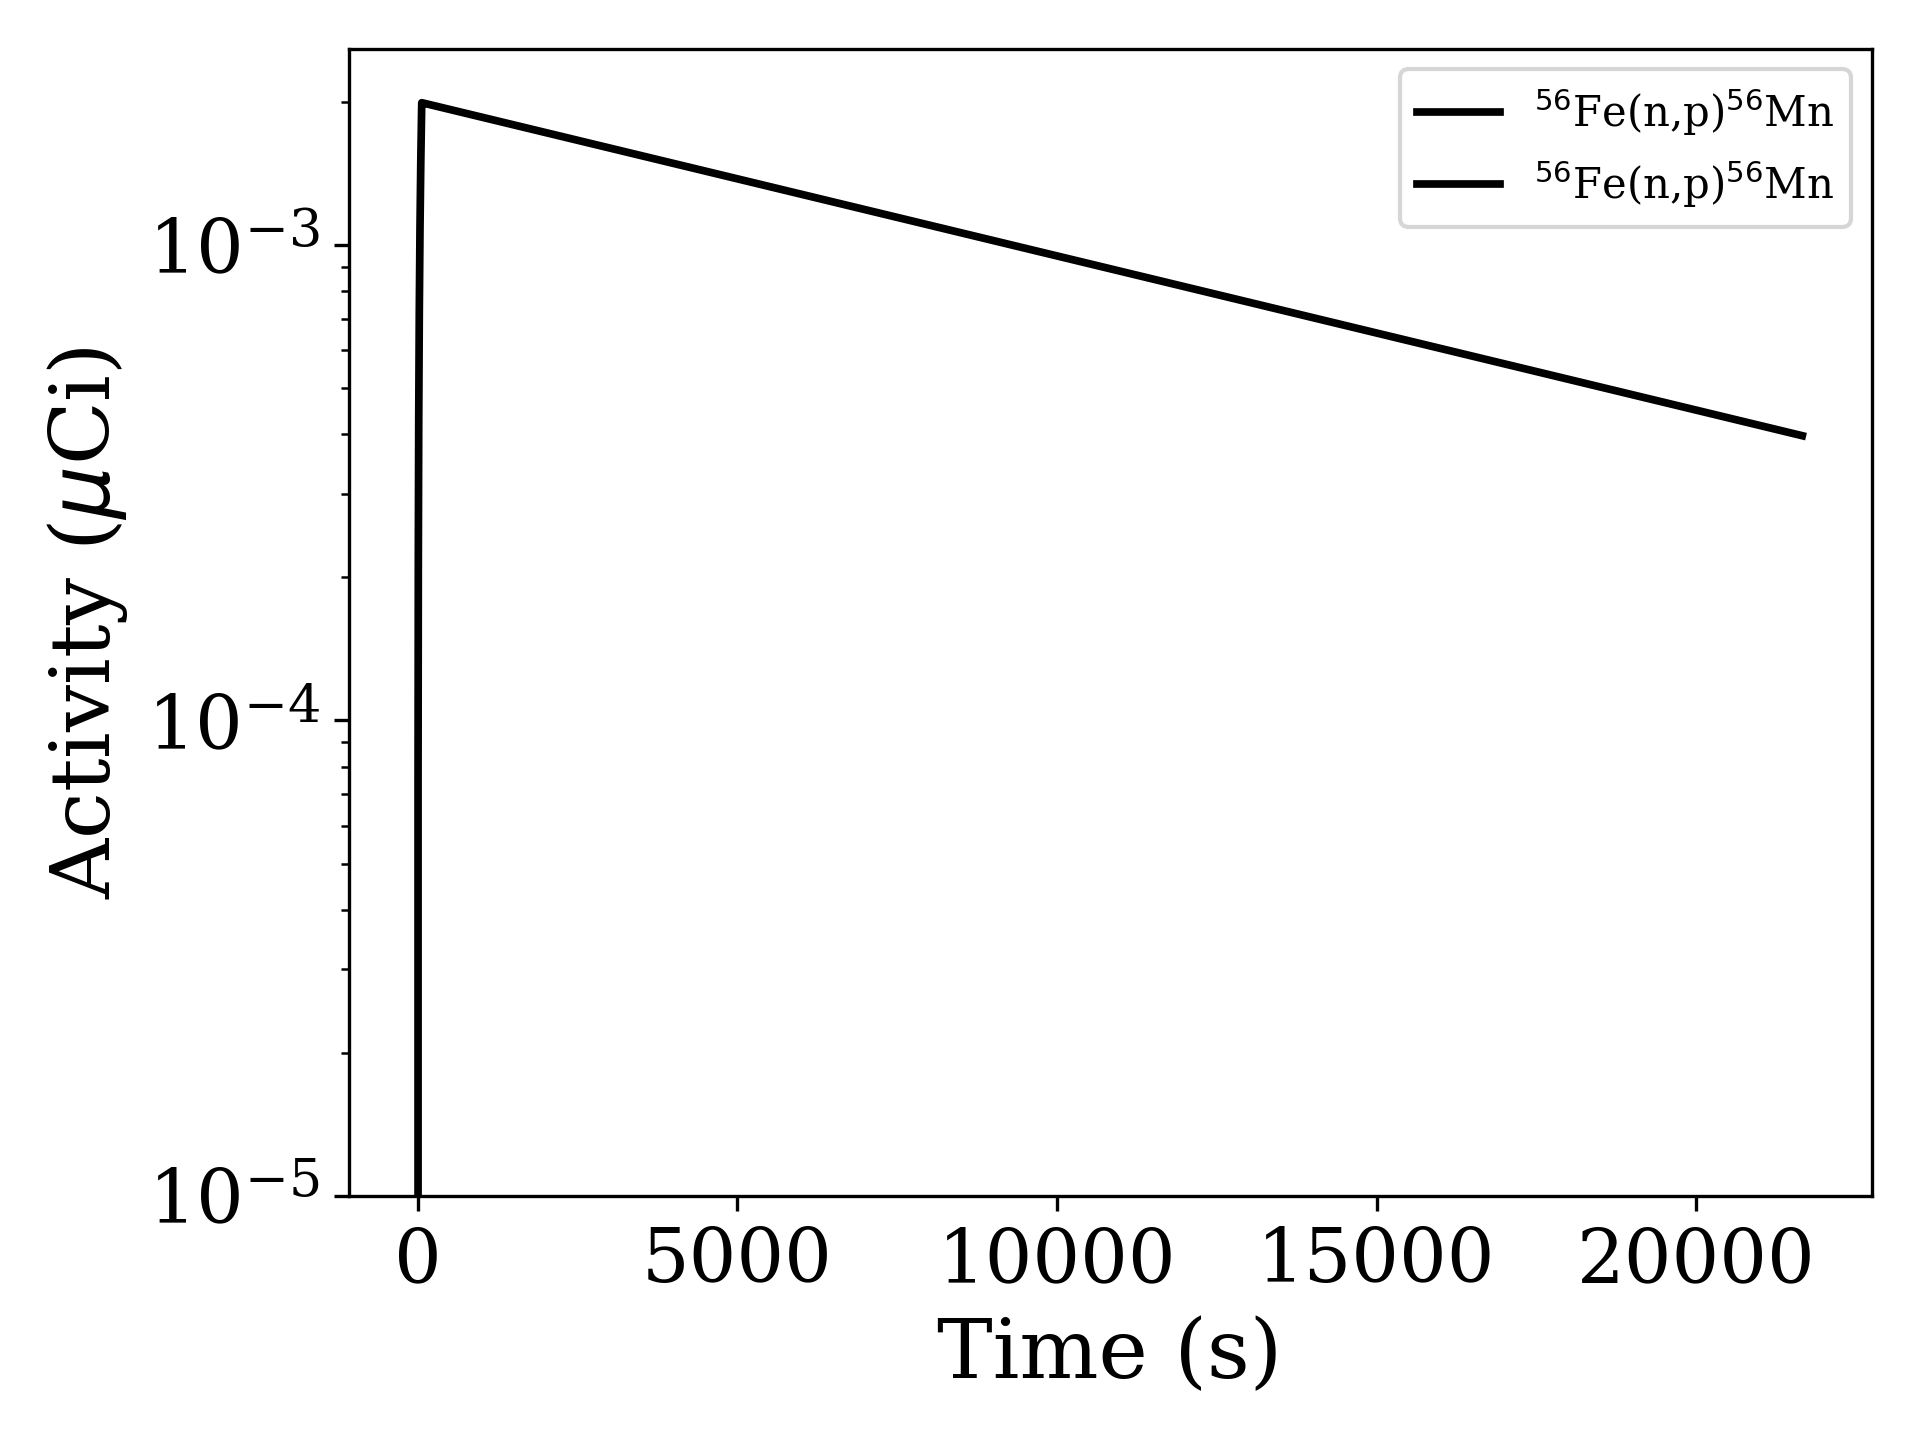 ⁵⁶Fe(n,p)⁵⁶Mn
⁵⁶Fe(n,p)⁵⁶Mn
10⁻³
10⁻⁴
10⁻⁵
Activity (μCi)
0 5000 10000 15000 20000
Time (s)